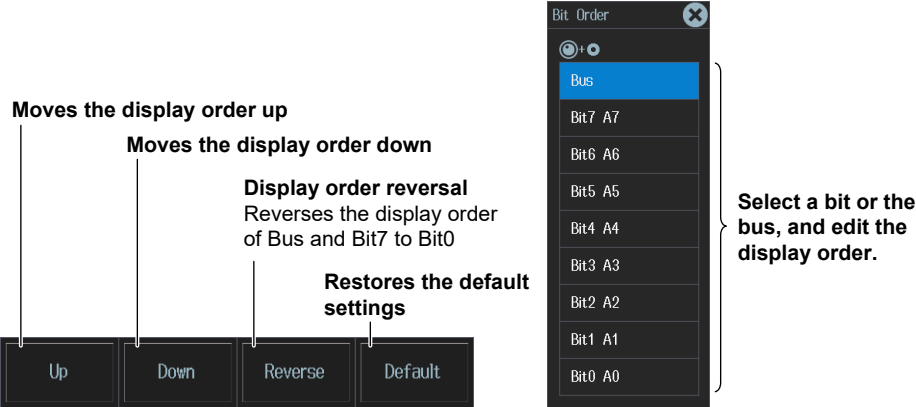 Moves the display order up
Moves the display order down
Display order reversal
Reverses the display order
of Bus and Bit7 to Bit0
Restores the default
settings
Up
Down
Reverse
Default
Bit Order
+
Bus
Bit7 A7
Bit6 A6
Bit5 A5
Bit4 A4
Bit3 A3
Bit2 A2
Bit1 A1
Bit0 A0
Select a bit or the
bus, and edit the
display order.